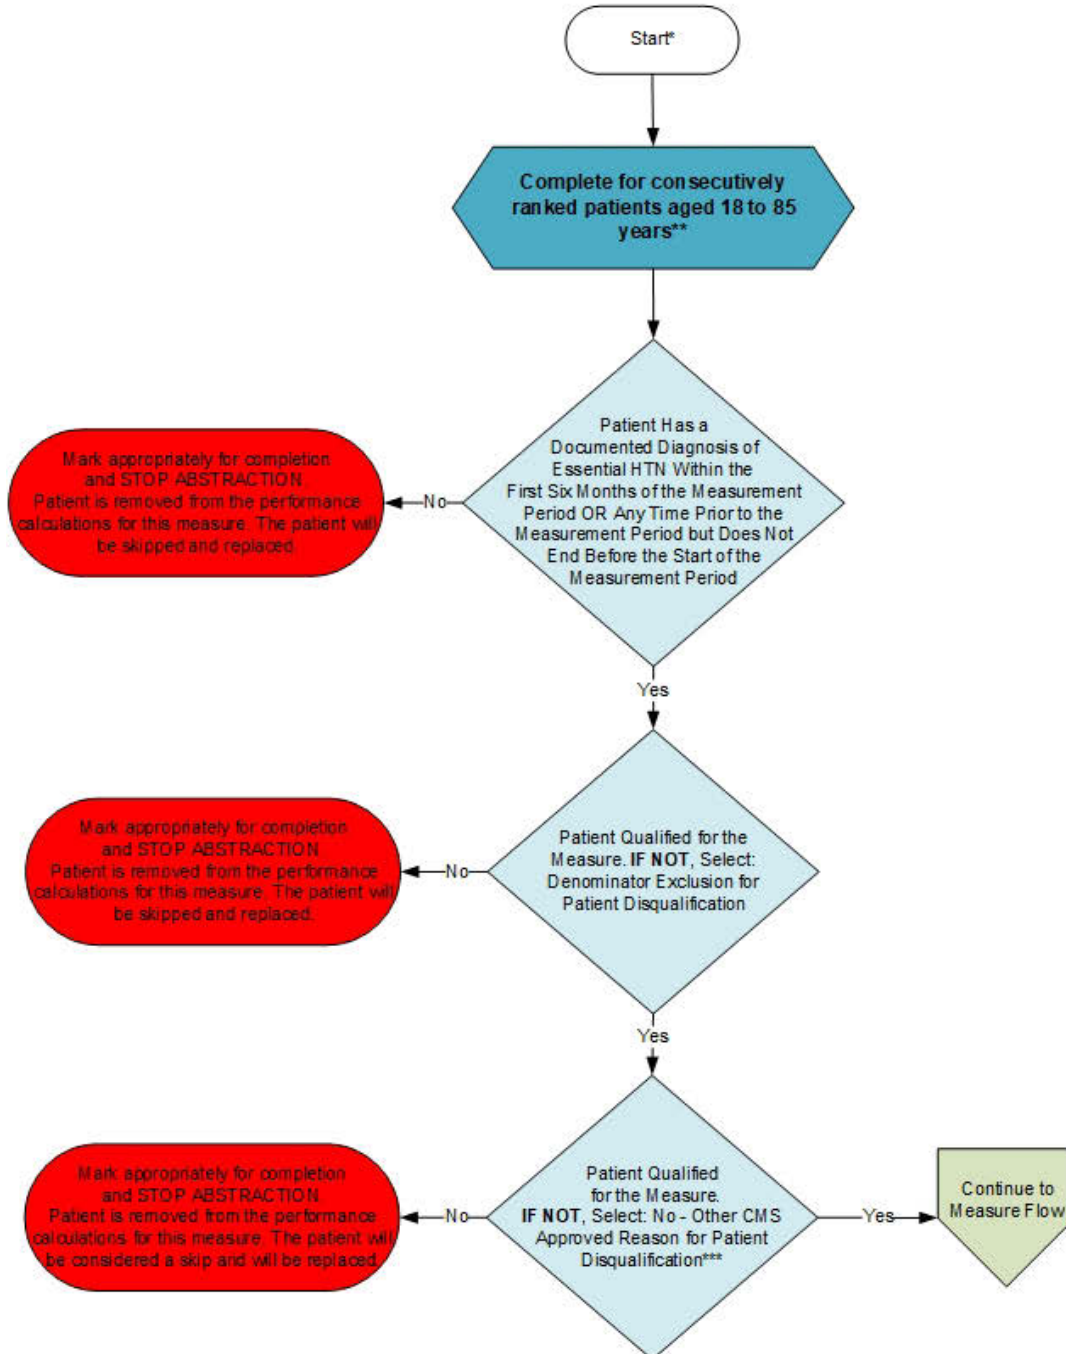 Start*
Complete for consecutively
ranked patients aged 18 to 85
years**
Patient Has a
Documented Diagnosis of
Essential HTN Within the
First Six Months of the Measurement
Period OR Any Time Prior to the
Measurement Period but Does Not
End Before the Start of the
Measurement Period
No
Mark appropriately for completion
and STOP ABSTRACTION
Patient is removed from the performance
calculations for this measure. The patient will
be skipped and replaced.
Yes
Patient Qualified for the
Measure. IF NOT, Select:
Denominator Exclusion for
Patient Disqualification
No
Mark appropriately for completion
and STOP ABSTRACTION
Patient is removed from the performance
calculations for this measure. The patient will
be skipped and replaced.
Yes
Patient Qualified
for the Measure.
IF NOT, Select: No - Other CMS
Approved Reason for Patient
Disqualification***
No
Mark appropriately for completion
and STOP ABSTRACTION
Patient is removed from the performance
calculations for this measure. The patient will
be considered a skip and will be replaced.
Yes
Continue to
Measure Flow